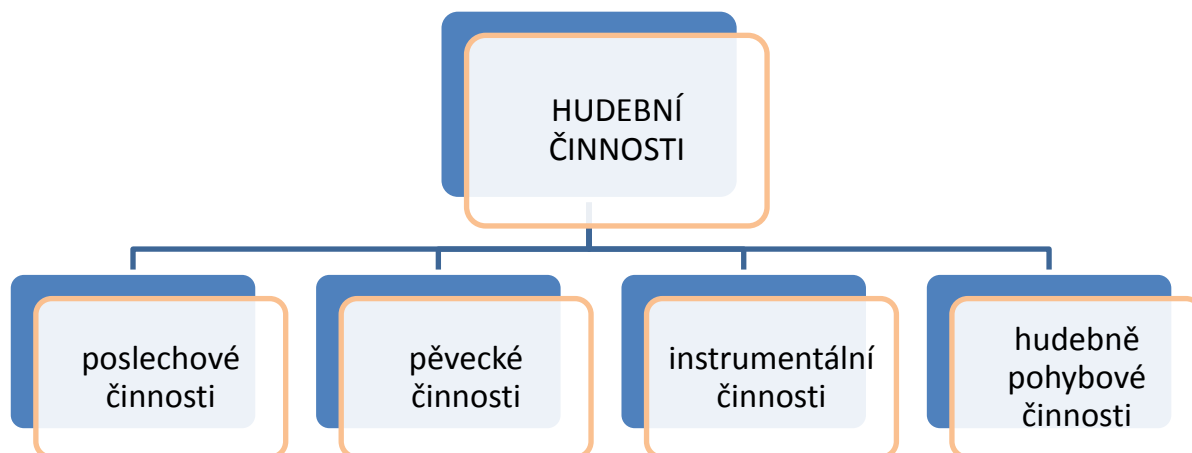 HUDEBNÍ
ČINNOSTI
poslechové
činnosti
pěvecké
činnosti
instrumentální
činnosti
hudebně
pohybové
činnosti